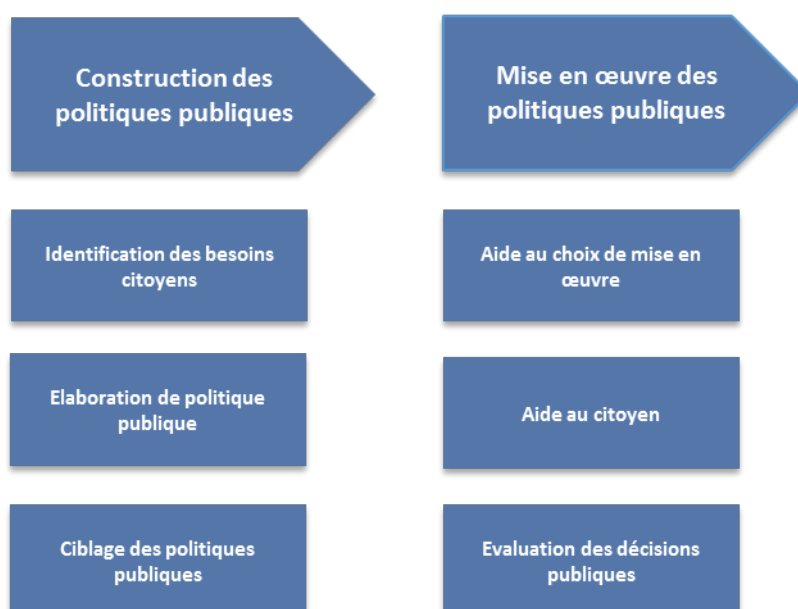 Construction des
politiques publiques
Mise en œuvre des
politiques publiques
Identification des besoins
citoyens
Aide au choix de mise en
œuvre
Elaboration de politique
publique
Aide au citoyen
Ciblage des politiques
publiques
Evaluation des décisions
publiques